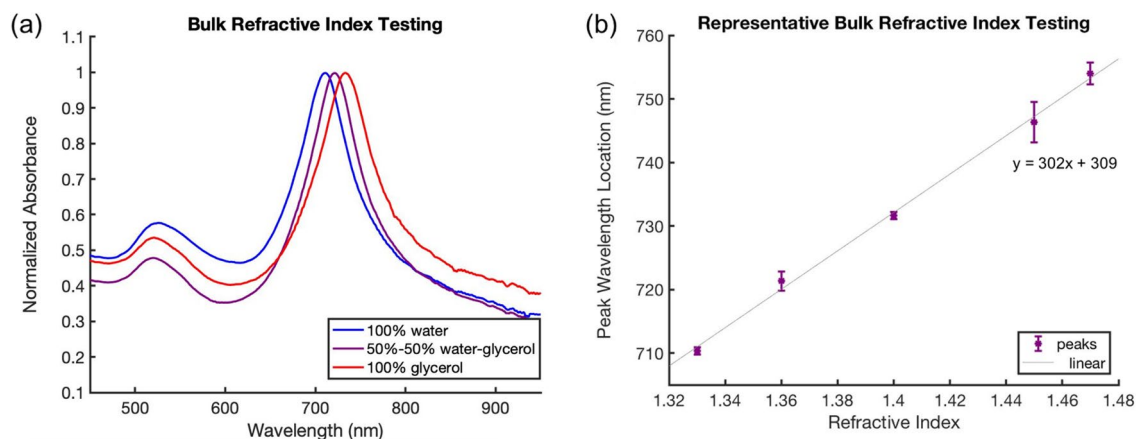 (a)
Bulk Refractive Index Testing
1.1
1
0.9
0.8
0.7
0.6
0.5
0.4
0.3
0.2
0.1
Normalized Absorbance
100% water
50%-50% water-glycerol
100% glycerol
500
600
700
800
900
Wavelength (nm)
(b)
Representative Bulk Refractive Index Testing
760
750
740
730
720
710
Peak Wavelength Location (nm)
y = 302x + 309
peaks
linear
1.32
1.34
1.36
1.38
1.4
1.42
1.44
1.46
1.48
Refractive Index